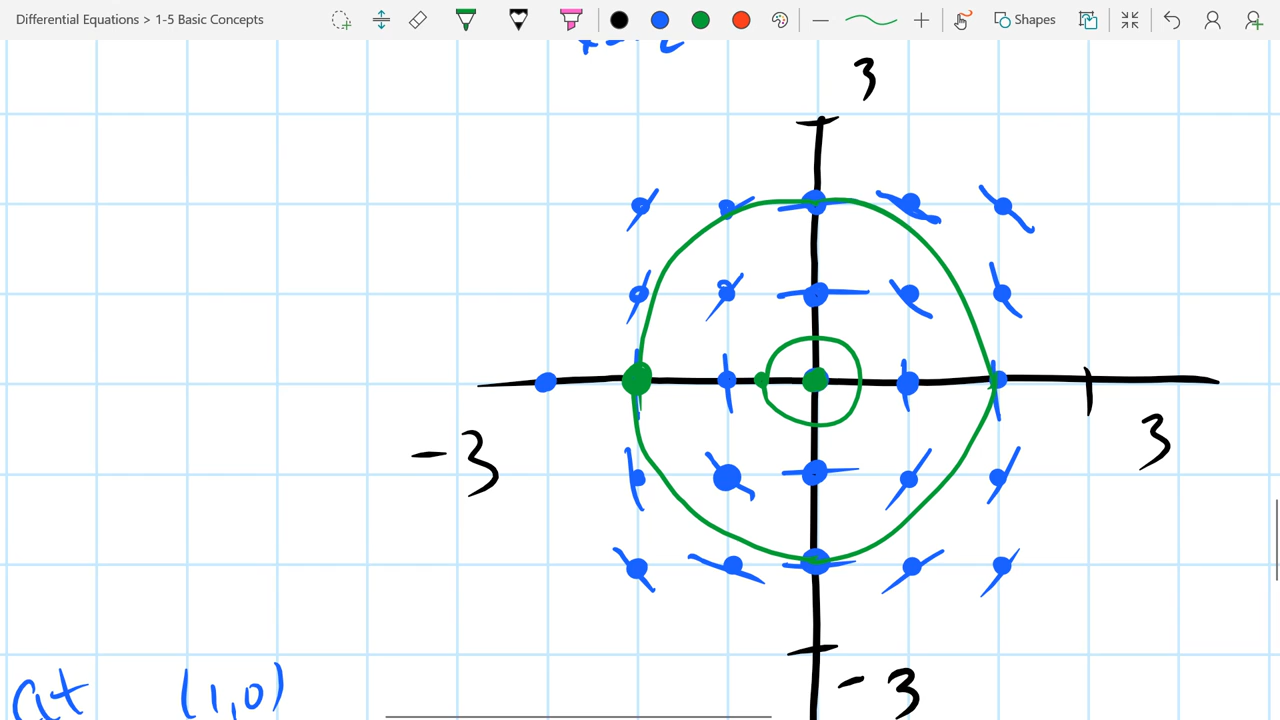 Differential Equations > 1-5 Basic Concepts
Shapes
3
-3
3
-3
at (1,0)